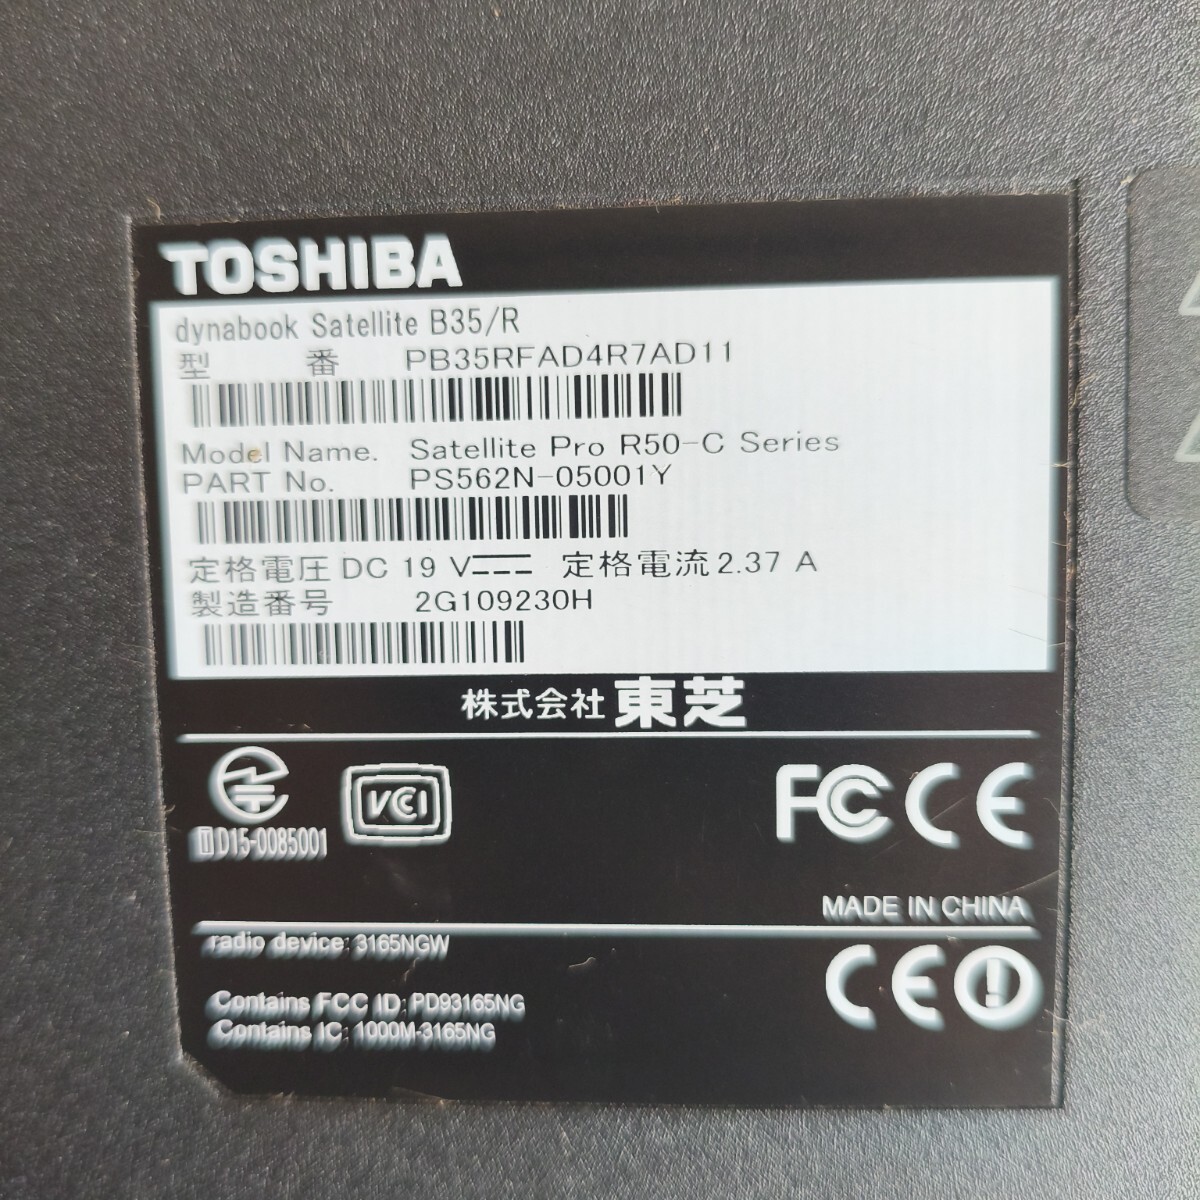 TOSHIBA
dynabook Satellite B35/R
型 番 PB35RFAD4R7AD11
Model Name. Satellite Pro R50-C Series
PART No. PS562N-05001Y
定格電圧 DC 19 V 定格電流 2.37 A
製造番号 2G109230H
株式会社 東芝
T D15-0085001
VCI
FC CE
MADE IN CHINA
radio device: 3165NGW
CE
Contains FCC ID: PD93165NG
Contains IC: 1000M-3165NG